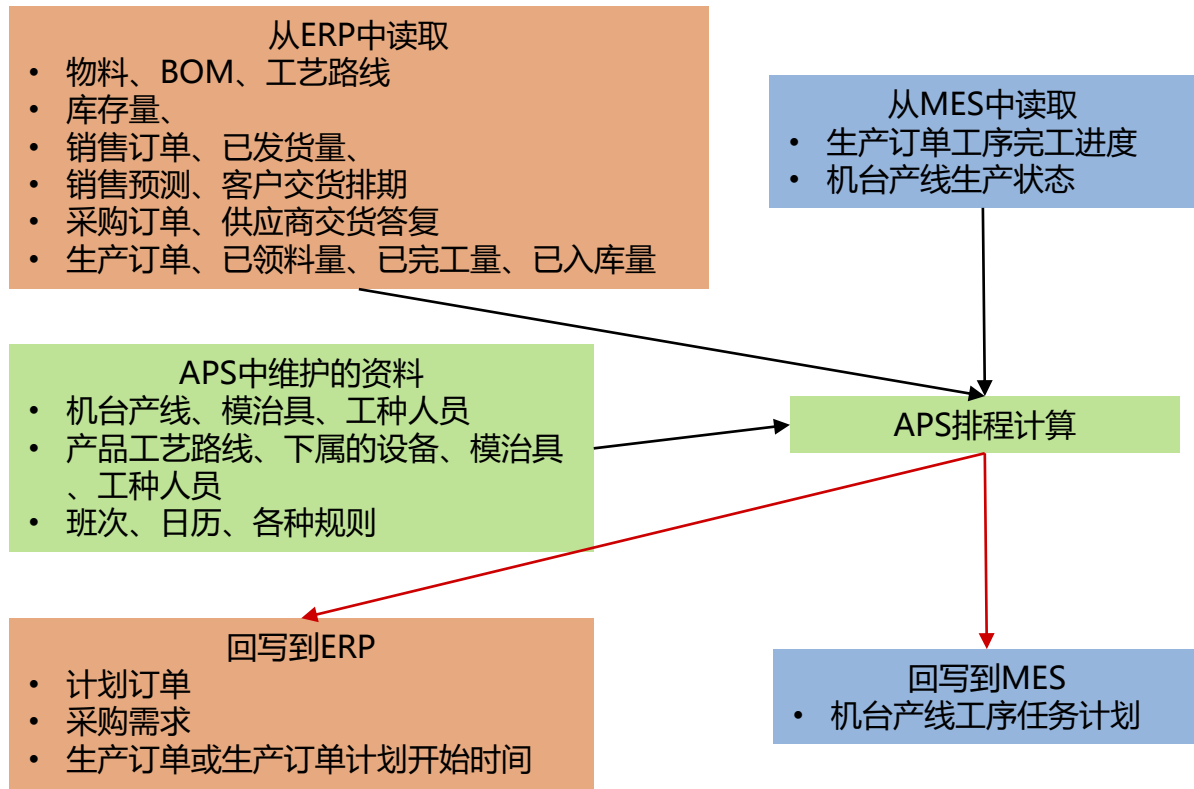 从ERP中读取
• 物料、BOM、工艺路线
• 库存量、
• 销售订单、已发货量、
• 销售预测、客户交货排期
• 采购订单、供应商交货答复
• 生产订单、已领料量、已完工量、已入库量
从MES中读取
• 生产订单工序完工进度
• 机台产线生产状态
APS中维护的资料
• 机台产线、模治具、工种人员
• 产品工艺路线、下属的设备、模治具
、工种人员
• 班次、日历、各种规则
APS排程计算
回写到ERP
• 计划订单
• 采购需求
• 生产订单或生产订单计划开始时间
回写到MES
• 机台产线工序任务计划